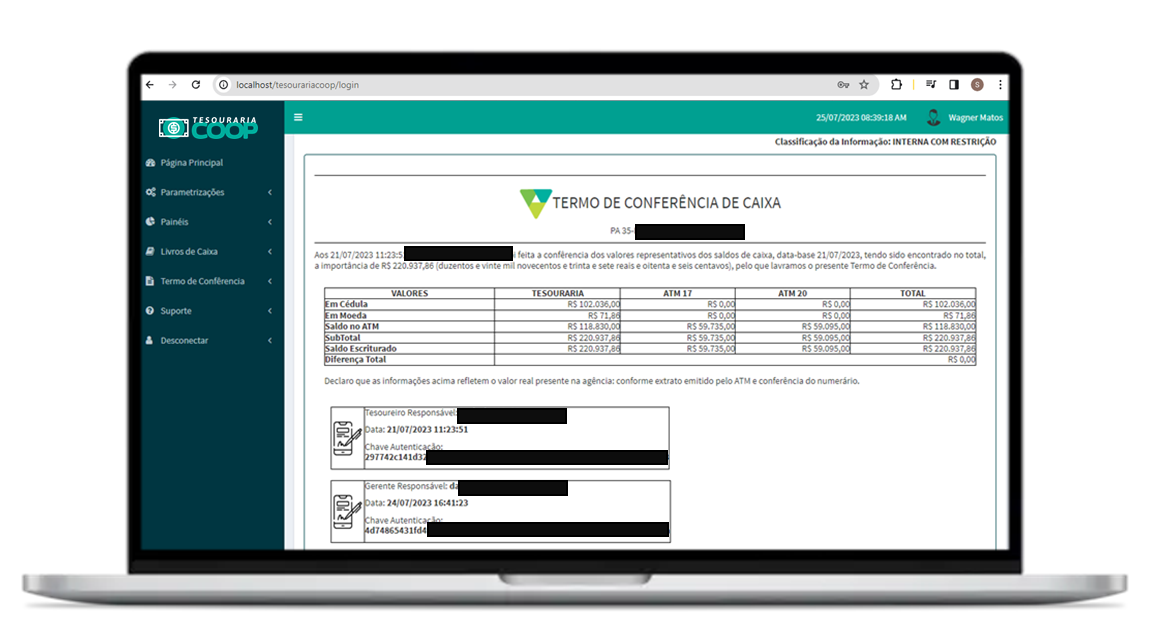 localhost/tesourariacoop/login
S
TESOURARIA
COOP
25/07/2023 08:39:18 AM Wagner Matos
Classificação da Informação: INTERNA COM RESTRIÇÃO
Página Principal
Parametrizações
Painéis
Livros de Caixa
Termo de Conferência
Suporte
Desconectar
TERMO DE CONFERÊNCIA DE CAIXA
PA 35-
Aos 21/07/2023 11:23:5 feita a confêrencia dos valores representativos dos saldos de caixa, data-base 21/07/2023, tendo sido encontrado no total,
a importância de R$ 220.937,86 (duzentos e vinte mil novecentos e trinta e sete reais e oitenta e seis centavos), pelo que lavramos o presente Termo de Conferência.
VALORES TESOURARIA ATM 17 ATM 20 TOTAL
Em Cédula R$ 102.036,00 R$ 0,00 R$ 0,00 R$ 102.036,00
Em Moeda R$ 71,86 R$ 0,00 R$ 0,00 R$ 71,86
Saldo no ATM R$ 118.830,00 R$ 59.735,00 R$ 59.095,00 R$ 118.830,00
SubTotal R$ 220.937,86 R$ 59.735,00 R$ 59.095,00 R$ 220.937,86
Saldo Escriturado R$ 220.937,86 R$ 59.735,00 R$ 59.095,00 R$ 220.937,86
Diferença Total R$ 0,00
Declaro que as informações acima refletem o valor real presente na agência: conforme extrato emitido pelo ATM e conferência do numerário.
Tesoureiro Responsável:
Data: 21/07/2023 11:23:51
Chave Autenticação:
297742c141d32
Gerente Responsável: da
Data: 24/07/2023 16:41:23
Chave Autenticação:
4d74865431fd4